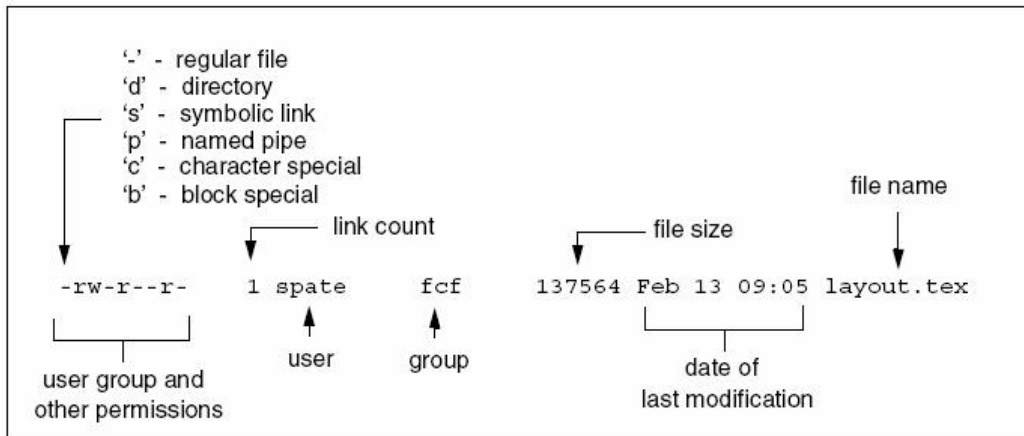 ‘-’ - regular file
‘d’ - directory
‘s’ - symbolic link
‘p’ - named pipe
‘c’ - character special
‘b’ - block special
file name
link count
file size
-rw-r--r- 1 spate fcf 137564 Feb 13 09:05 layout.tex
user group
user group and
other permissions
date of
last modification